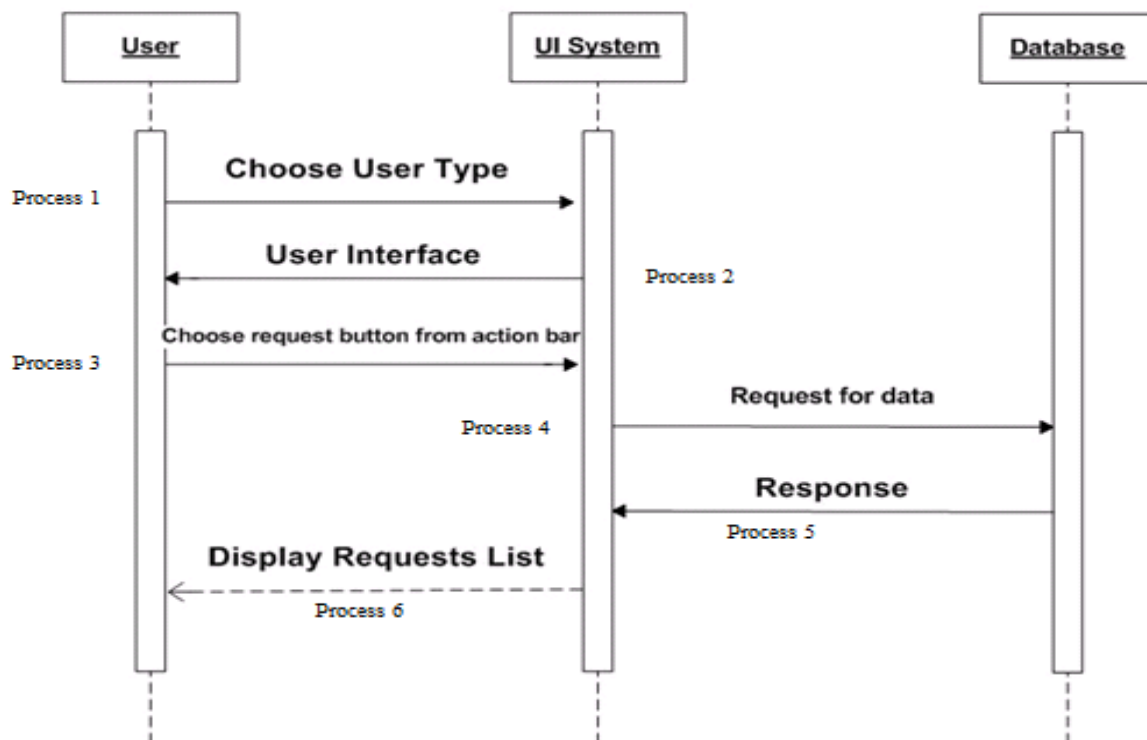 User
UI System
Database
Choose User Type
Process 1
User Interface
Process 2
Choose request button from action bar
Process 3
Request for data
Process 4
Response
Process 5
Display Requests List
Process 6